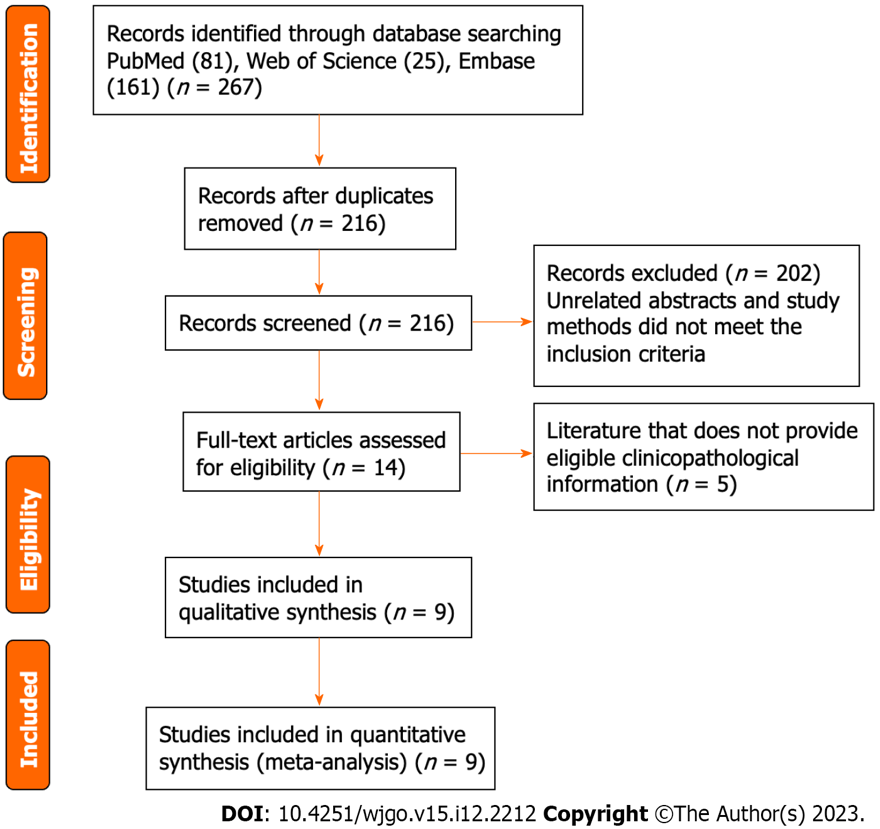 Identification
Records identified through database searching
PubMed (81), Web of Science (25), Embase
(161) (n = 267)
Records after duplicates
removed (n = 216)
Screening
Records screened (n = 216)
Records excluded (n = 202)
Unrelated abstracts and study
methods did not meet the
inclusion criteria
Eligibility
Full-text articles assessed
for eligibility (n = 14)
Literature that does not provide
eligible clinicopathological
information (n = 5)
Studies included in
qualitative synthesis (n = 9)
Included
Studies included in quantitative
synthesis (meta-analysis) (n = 9)
DOI: 10.4251/wjgo.v15.i12.2212 Copyright ©The Author(s) 2023.